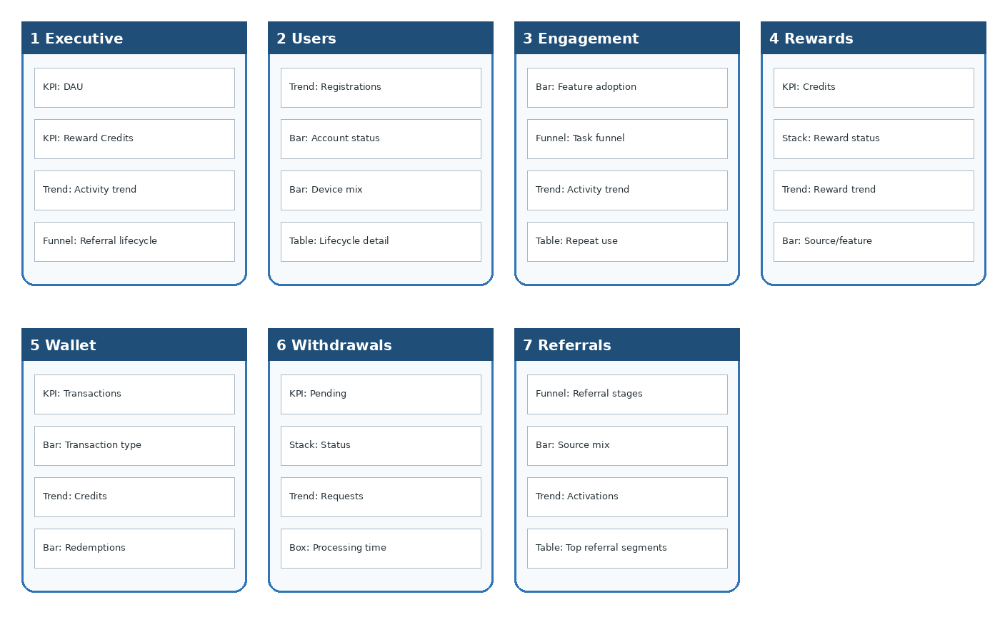 1 Executive
KPI: DAU
KPI: Reward Credits
Trend: Activity trend
Funnel: Referral lifecycle
2 Users
Trend: Registrations
Bar: Account status
Bar: Device mix
Table: Lifecycle detail
3 Engagement
Bar: Feature adoption
Funnel: Task funnel
Trend: Activity trend
Table: Repeat use
4 Rewards
KPI: Credits
Stack: Reward status
Trend: Reward trend
Bar: Source/feature
5 Wallet
KPI: Transactions
Bar: Transaction type
Trend: Credits
Bar: Redemptions
6 Withdrawals
KPI: Pending
Stack: Status
Trend: Requests
Box: Processing time
7 Referrals
Funnel: Referral stages
Bar: Source mix
Trend: Activations
Table: Top referral segments